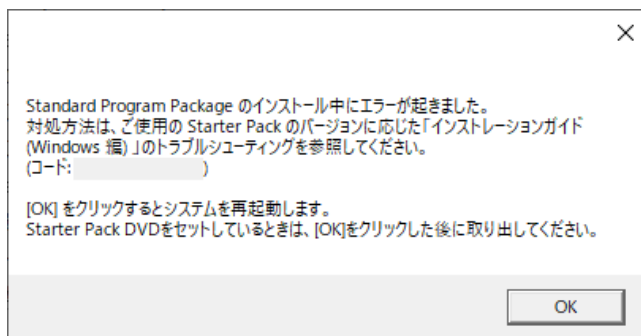 Standard Program Package のインストール中にエラーが起きました。
対処方法は、ご使用の Starter Pack のバージョンに応じた「インストレーションガイド
(Windows 編) 」のトラブルシューティングを参照してください。
(コード: )
[OK] をクリックするとシステムを再起動します。
Starter Pack DVDをセットしているときは、[OK]をクリックした後に取り出してください。
OK